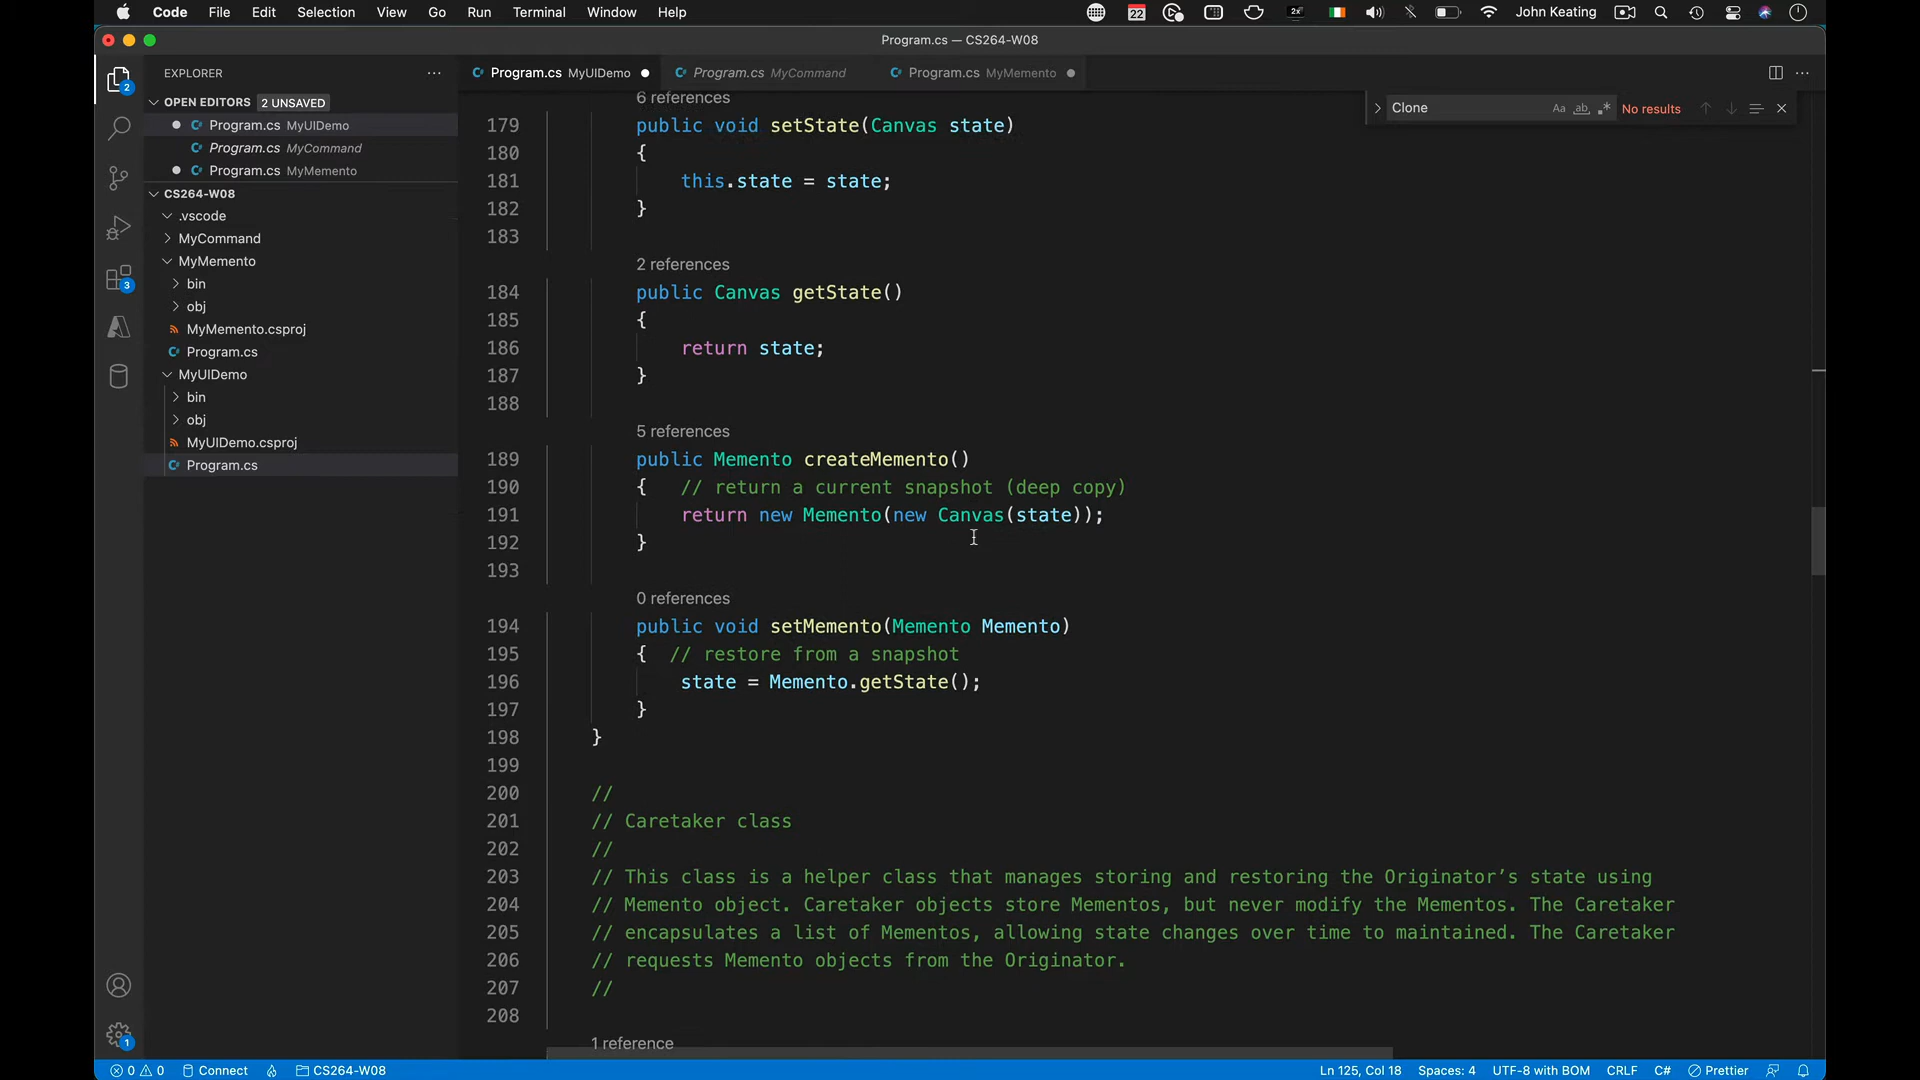 Code File Edit Selection View Go Run Terminal Window Help 22 2x John Keating
Program.cs — CS264-W08
EXPLORER
Program.cs MyUIDemo Program.cs MyCommand Program.cs MyMemento
OPEN EDITORS 2 UNSAVED
Program.cs MyUIDemo
Program.cs MyCommand
Program.cs MyMemento
CS264-W08
.vscode
MyCommand
MyMemento
bin
obj
MyMemento.csproj
Program.cs
MyUIDemo
bin
obj
MyUIDemo.csproj
Program.cs
2
3
1
Clone Aa ab .* No results
6 references
179 public void setState(Canvas state)
180 {
181 this.state = state;
182 }
183
2 references
184 public Canvas getState()
185 {
186 return state;
187 }
188
5 references
189 public Memento createMemento()
190 { // return a current snapshot (deep copy)
191 return new Memento(new Canvas(state));
192 }
193
0 references
194 public void setMemento(Memento Memento)
195 { // restore from a snapshot
196 state = Memento.getState();
197 }
198 }
199
200 //
201 // Caretaker class
202 //
203 // This class is a helper class that manages storing and restoring the Originator’s state using
204 // Memento object. Caretaker objects store Mementos, but never modify the Mementos. The Caretaker
205 // encapsulates a list of Mementos, allowing state changes over time to maintained. The Caretaker
206 // requests Memento objects from the Originator.
207 //
208
1 reference
0 0 Connect CS264-W08 Ln 125, Col 18 Spaces: 4 UTF-8 with BOM CRLF C# Prettier